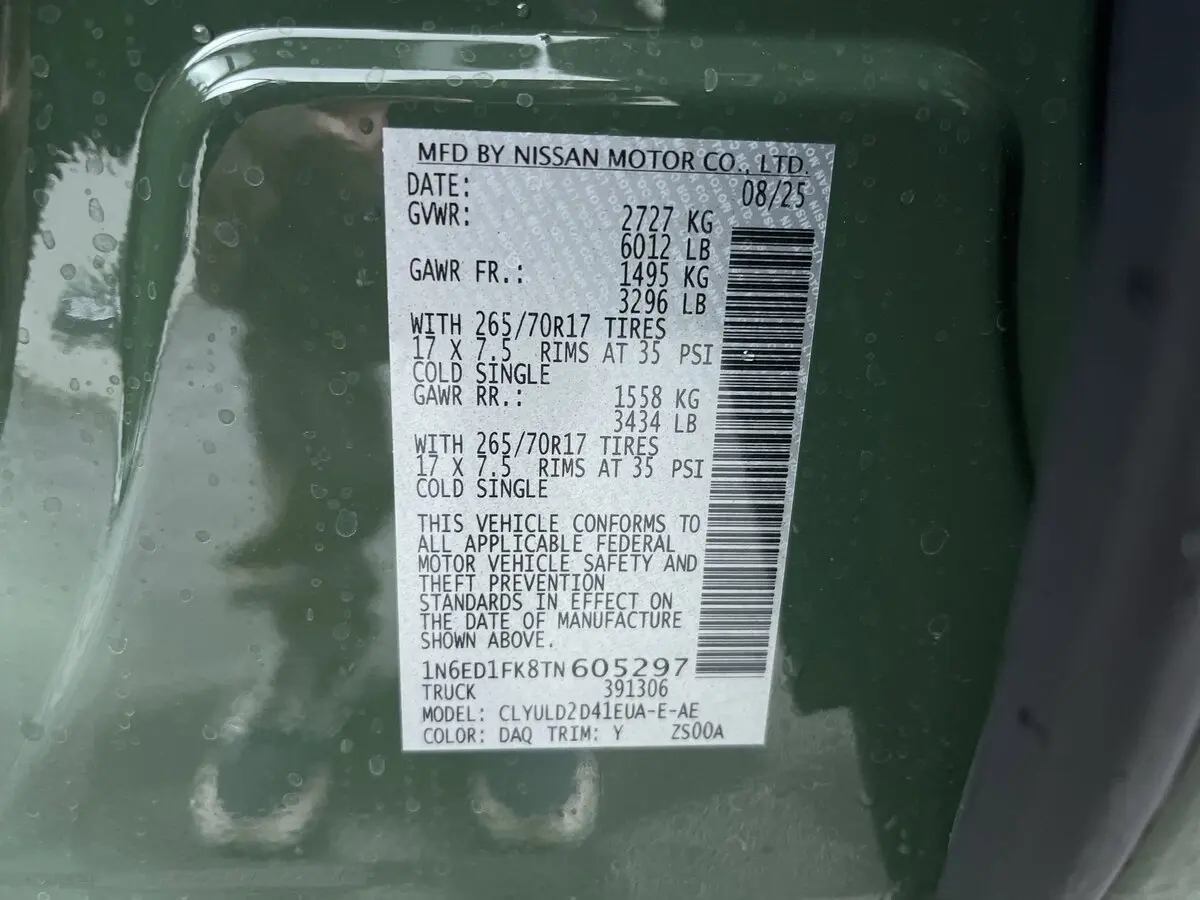 MFD BY NISSAN MOTOR CO., LTD.
DATE: 08/25
GVWR: 2727 KG
6012 LB
GAWR FR.: 1495 KG
3296 LB
WITH 265/70R17 TIRES
17 X 7.5 RIMS AT 35 PSI
COLD SINGLE
GAWR RR.: 1558 KG
3434 LB
WITH 265/70R17 TIRES
17 X 7.5 RIMS AT 35 PSI
COLD SINGLE
THIS VEHICLE CONFORMS TO
ALL APPLICABLE FEDERAL
MOTOR VEHICLE SAFETY AND
THEFT PREVENTION
STANDARDS IN EFFECT ON
THE DATE OF MANUFACTURE
SHOWN ABOVE.
1N6ED1FK8TN605297
TRUCK 391306
MODEL: CLYULD2D41EUA-E-AE
COLOR: DAQ TRIM: Y ZS00A